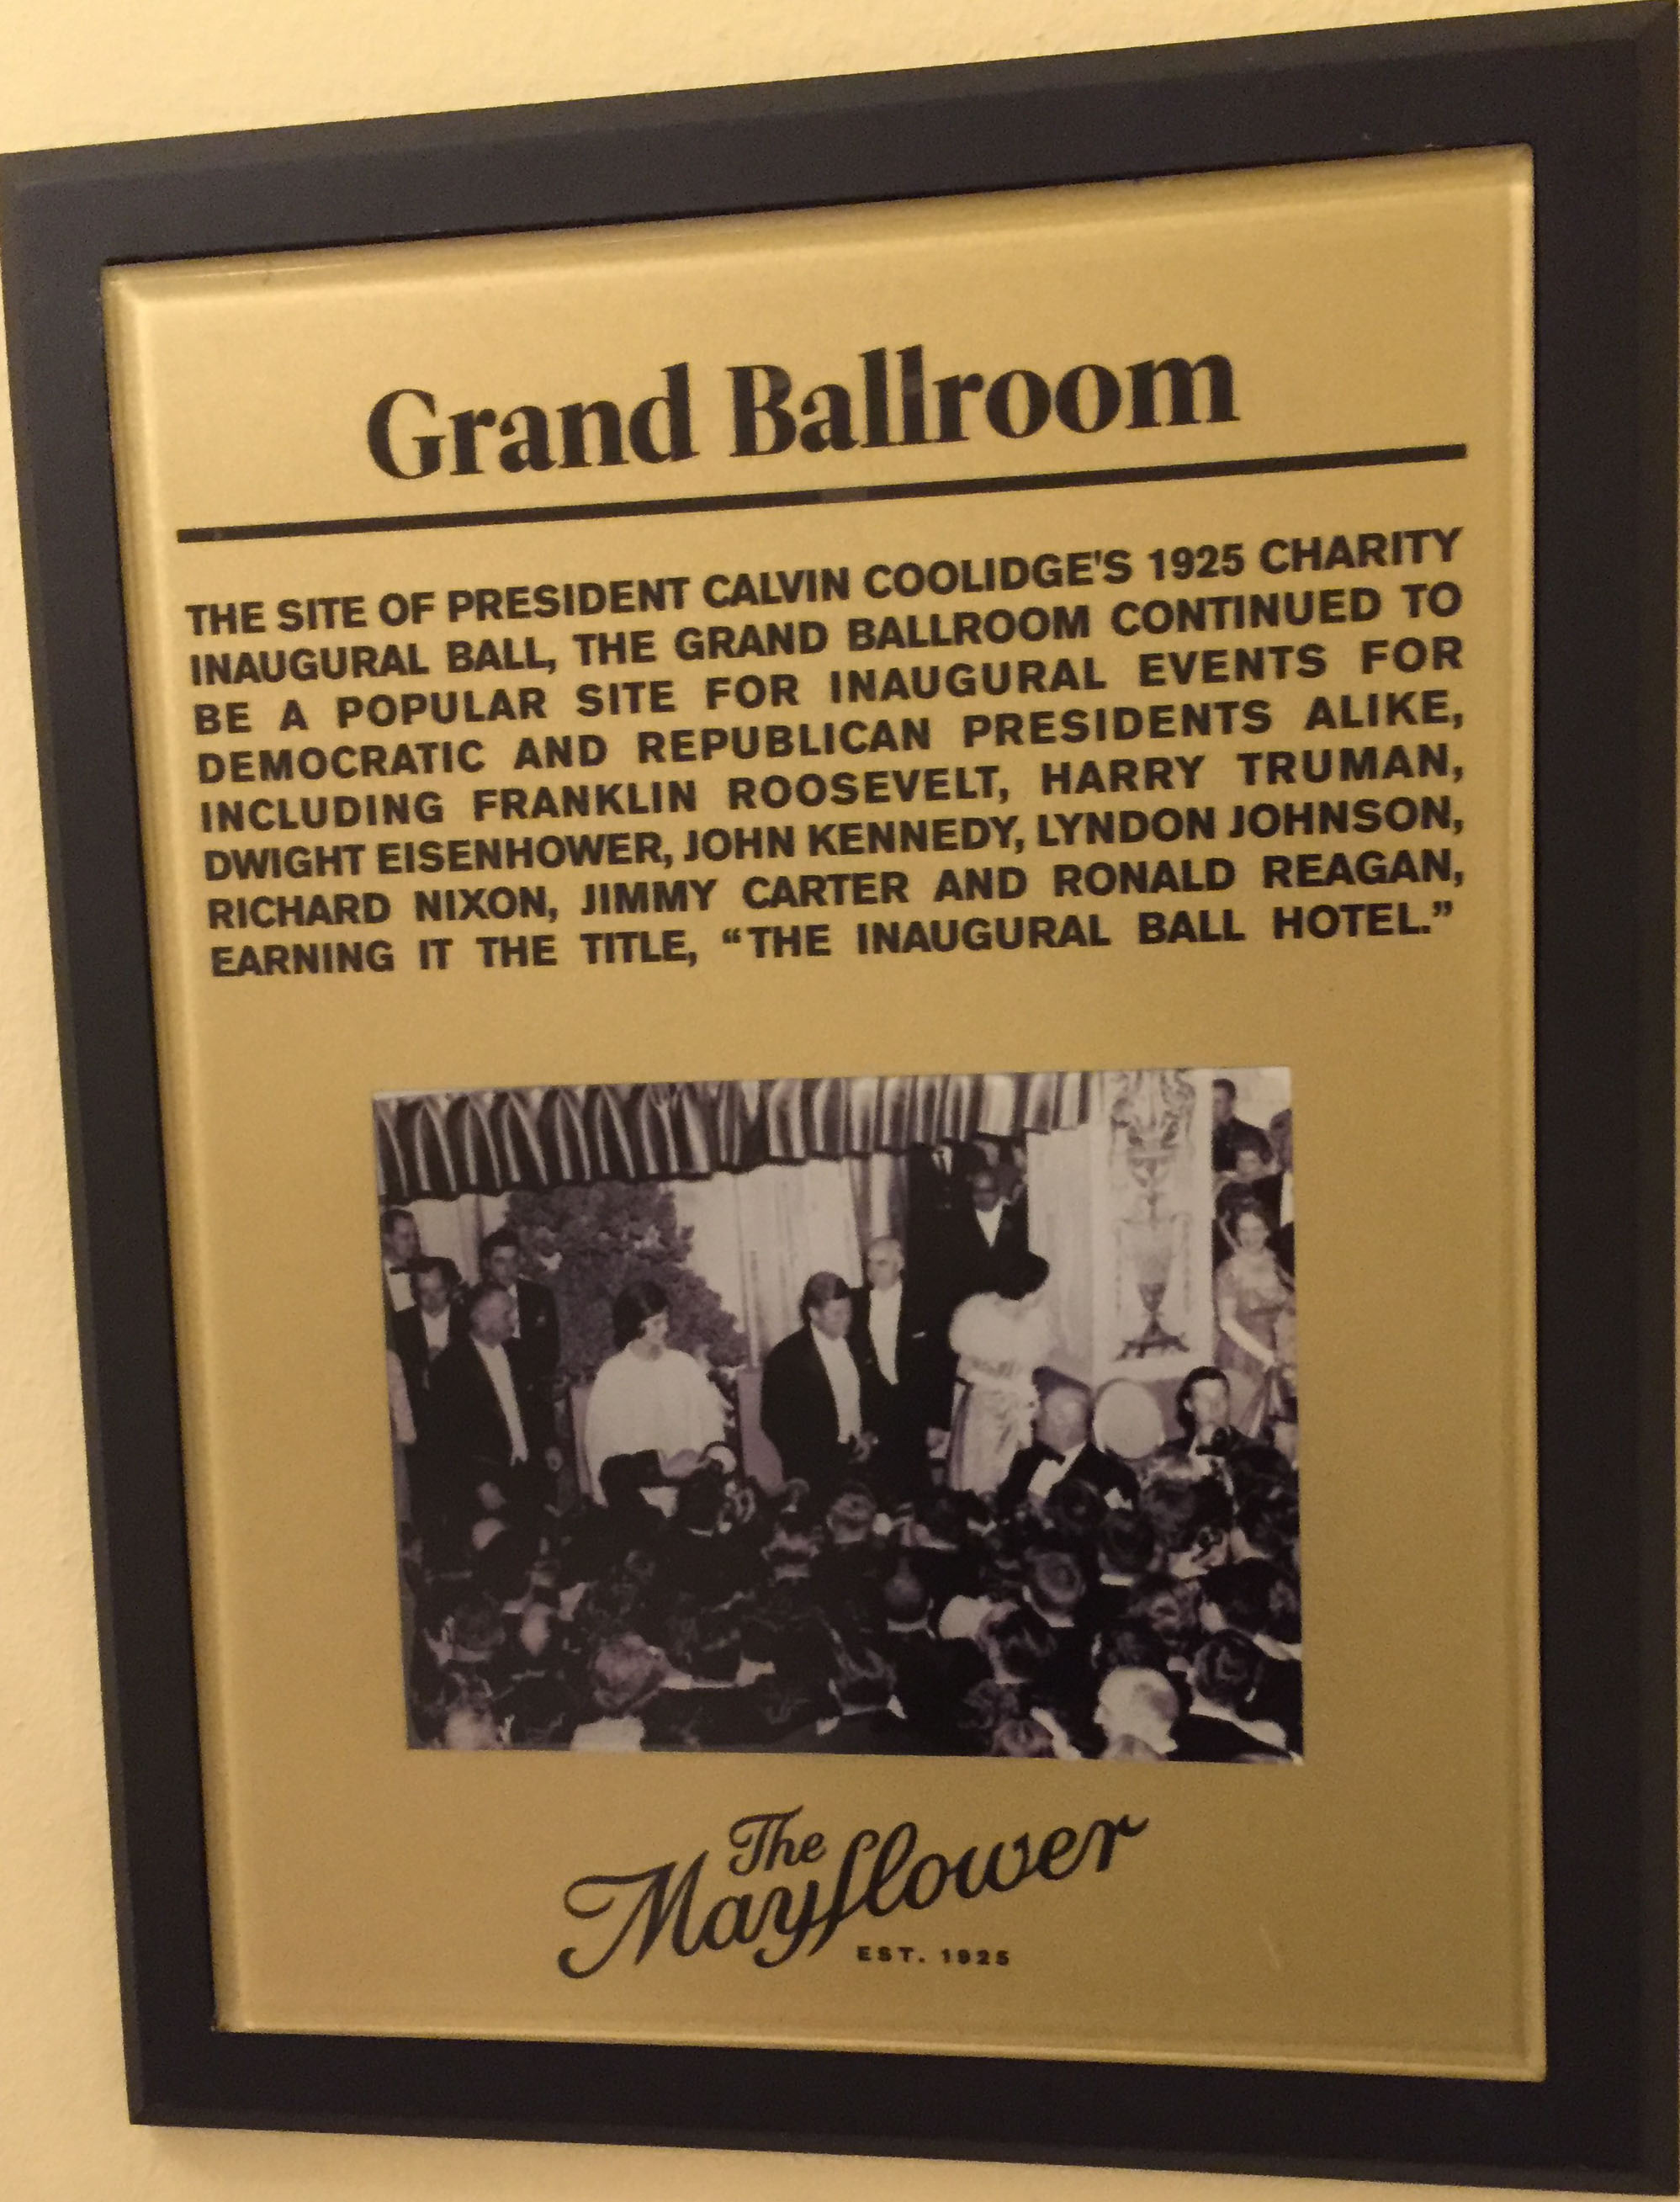 Grand Ballroom
THE SITE OF PRESIDENT CALVIN COOLIDGE'S 1925 CHARITY
INAUGURAL BALL, THE GRAND BALLROOM CONTINUED TO
BE A POPULAR SITE FOR INAUGURAL EVENTS FOR
DEMOCRATIC AND REPUBLICAN PRESIDENTS ALIKE,
INCLUDING FRANKLIN ROOSEVELT, HARRY TRUMAN,
DWIGHT EISENHOWER, JOHN KENNEDY, LYNDON JOHNSON,
RICHARD NIXON, JIMMY CARTER AND RONALD REAGAN,
EARNING IT THE TITLE, “THE INAUGURAL BALL HOTEL.”
The
Mayflower
EST. 1925